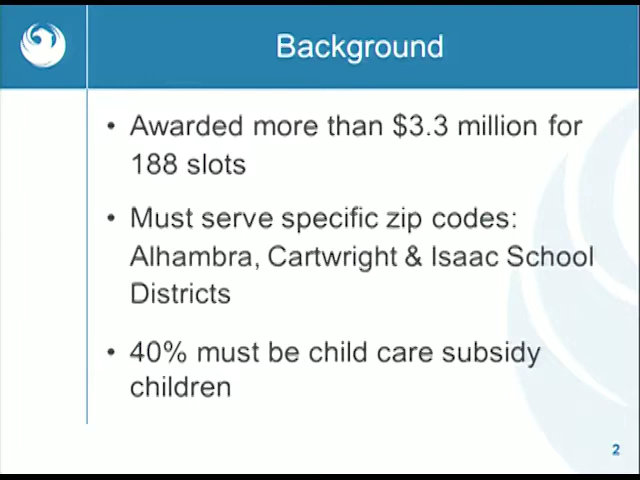 Background
• Awarded more than $3.3 million for
188 slots
• Must serve specific zip codes:
Alhambra, Cartwright & Isaac School
Districts
• 40% must be child care subsidy
children
2